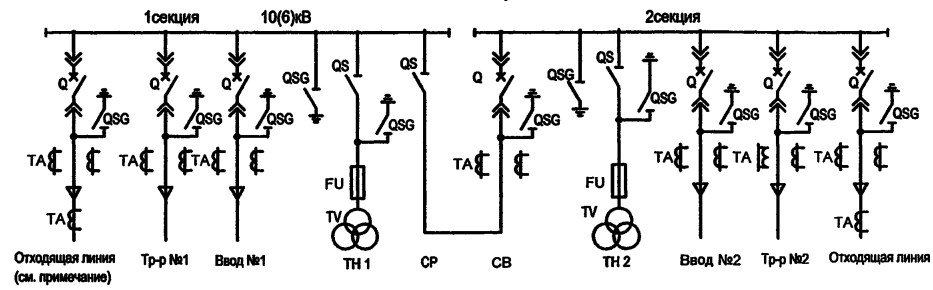 1секция 10(6)кВ 2секция
QSG QS QS Q QSG QS
Q Q Q Q Q Q
QSG QSG QSG QSG QSG QSG QSG QSG
TA TA TA TA TA TA TA
FU FU
TV TV
TA TA
Отходящая линия Тр-р №1 Ввод №1 ТН 1 СР СВ ТН 2 Ввод №2 Тр-р №2 Отходящая линия
(см. примечание)